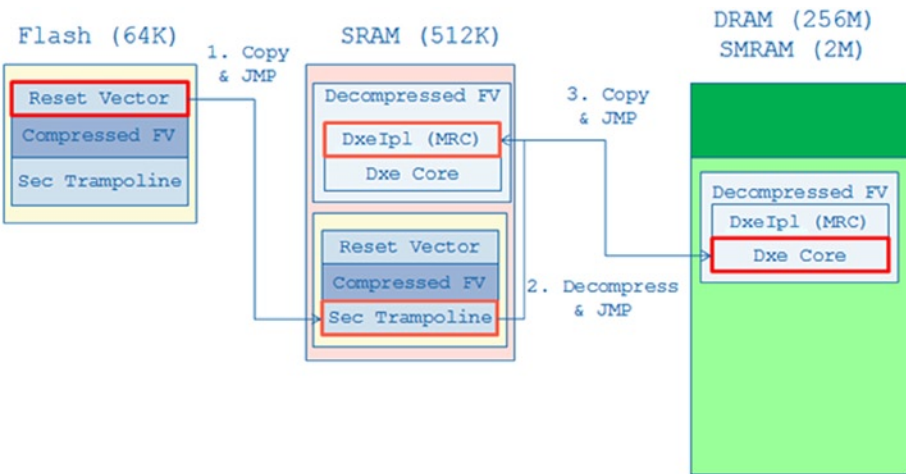 Flash (64K)
Reset Vector
Compressed FV
Sec Trampoline
1. Copy
& JMP
SRAM (512K)
Decompressed FV
DxeIpl (MRC)
Dxe Core
Reset Vector
Compressed FV
Sec Trampoline
2. Decompress
& JMP
3. Copy
& JMP
DRAM (256M)
SMRAM (2M)
Decompressed FV
DxeIpl (MRC)
Dxe Core